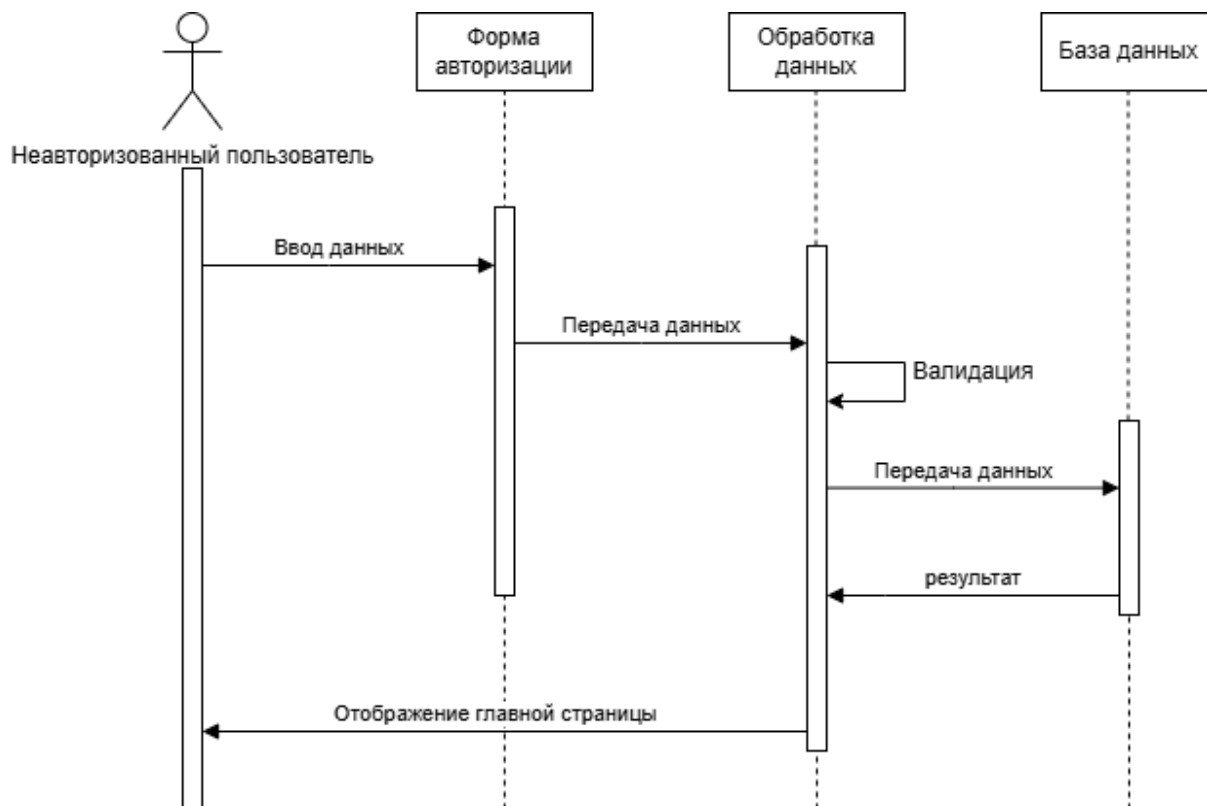 Форма
авторизации
Обработка
данных
База данных
Неавторизованный пользователь
Ввод данных
Передача данных
Валидация
Передача данных
результат
Отображение главной страницы